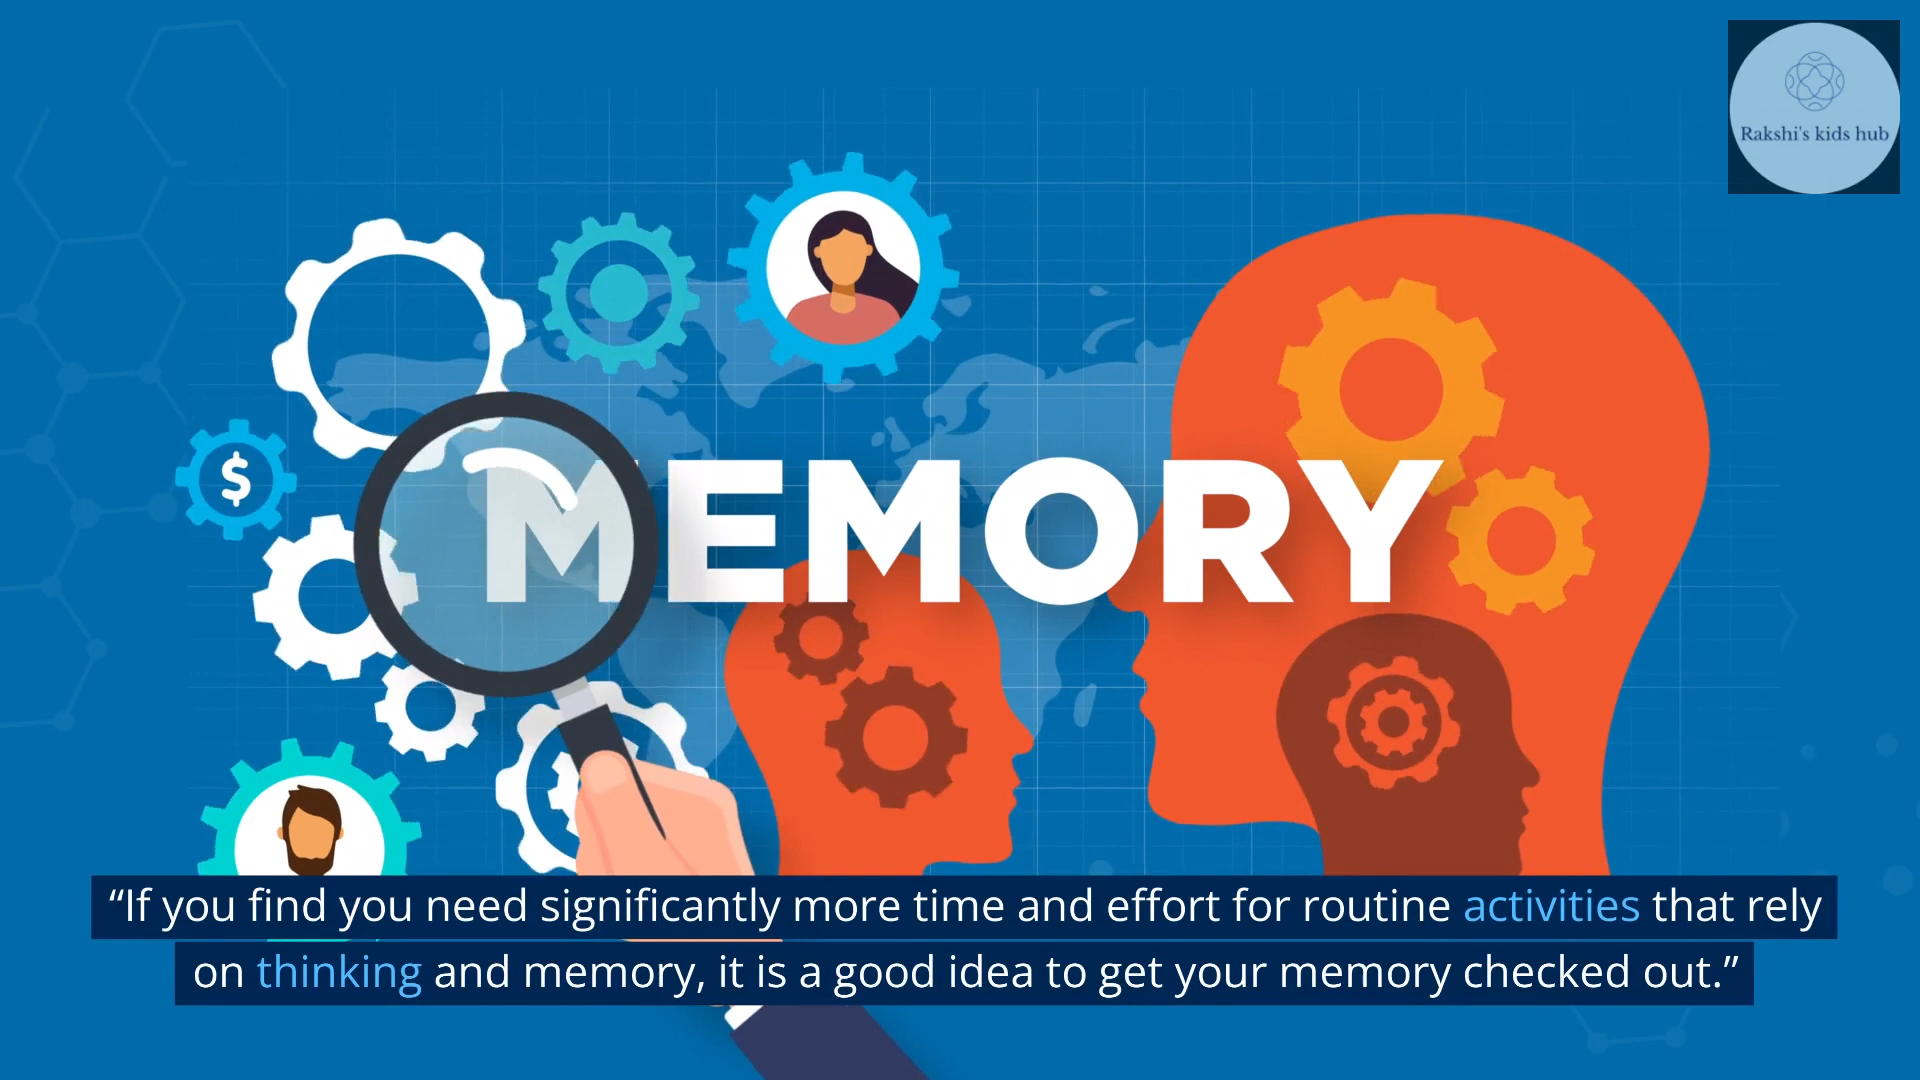 Rakshi's kids hub
$
MEMORY
“If you find you need significantly more time and effort for routine activities that rely
on thinking and memory, it is a good idea to get your memory checked out.”